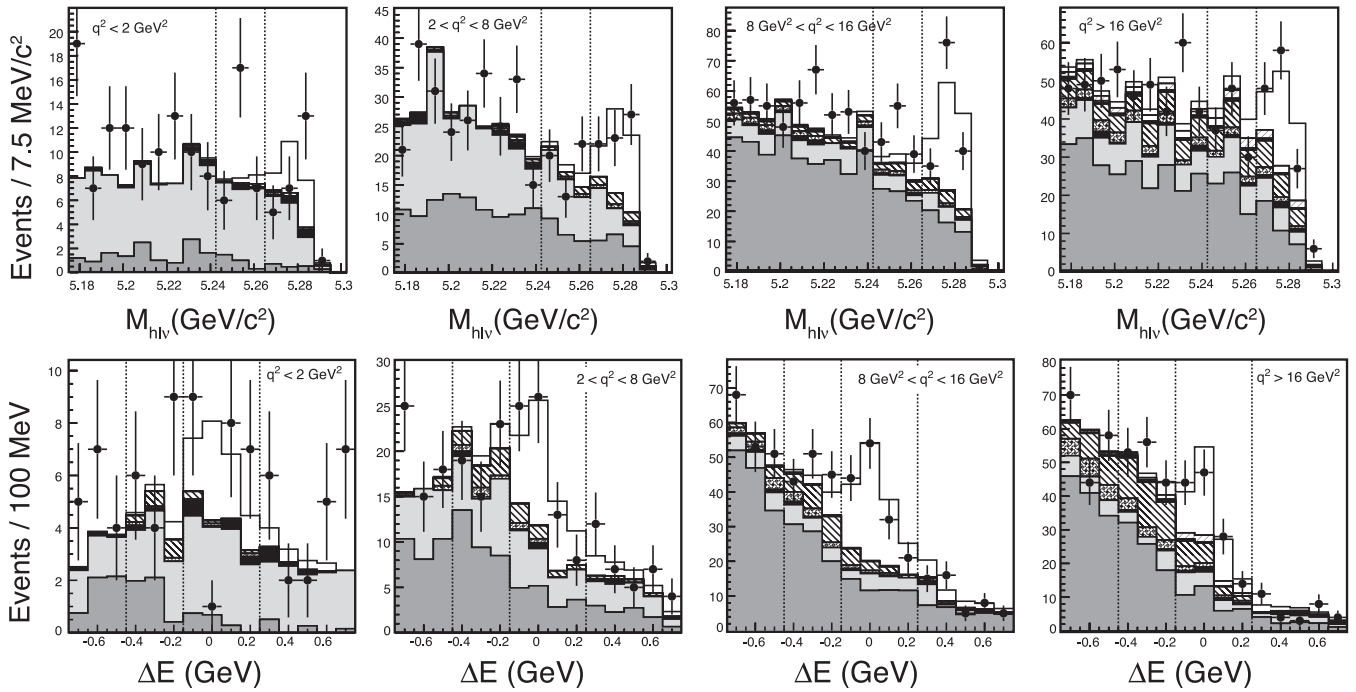 Events / 7.5 MeV/c²
q² < 2 GeV²
20
18
16
14
12
10
8
6
4
2
0
5.18 5.2 5.22 5.24 5.26 5.28 5.3
M_hlν(GeV/c²)
2 < q² < 8 GeV²
45
40
35
30
25
20
15
10
5
0
5.18 5.2 5.22 5.24 5.26 5.28 5.3
M_hlν(GeV/c²)
8 GeV² < q² < 16 GeV²
80
70
60
50
40
30
20
10
0
5.18 5.2 5.22 5.24 5.26 5.28 5.3
M_hlν(GeV/c²)
q² > 16 GeV²
60
50
40
30
20
10
0
5.18 5.2 5.22 5.24 5.26 5.28 5.3
M_hlν(GeV/c²)
Events / 100 MeV
q² < 2 GeV²
10
8
6
4
2
0
-0.6 -0.4 -0.2 0 0.2 0.4 0.6
ΔE (GeV)
2 < q² < 8 GeV²
30
25
20
15
10
5
0
-0.6 -0.4 -0.2 0 0.2 0.4 0.6
ΔE (GeV)
8 GeV² < q² < 16 GeV²
70
60
50
40
30
20
10
0
-0.6 -0.4 -0.2 0 0.2 0.4 0.6
ΔE (GeV)
q² > 16 GeV²
80
70
60
50
40
30
20
10
0
-0.6 -0.4 -0.2 0 0.2 0.4 0.6
ΔE (GeV)